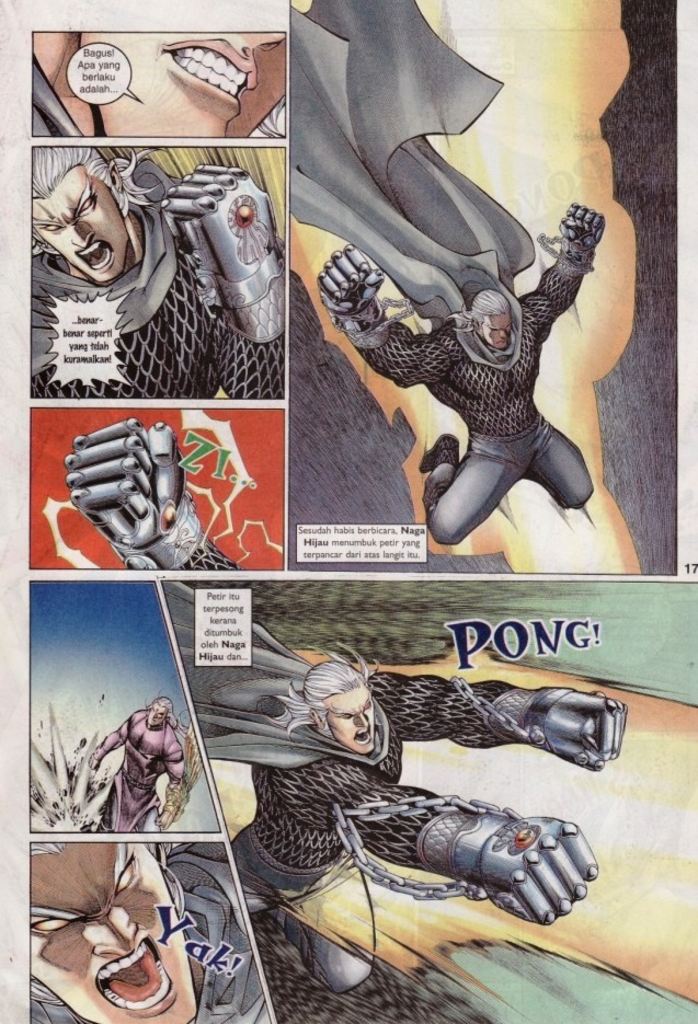 Bagus!
Apa yang
berlaku
adalah...
...benar-
benar seperti
yang telah
kuramalkan!
ZI...
Sesudah habis berbicara, Naga
Hijau menumbuk petir yang
terpancar dari atas langit itu.
17
Petir itu
terpesong
kerana
ditumbuk
oleh Naga
Hijau dan...
PONG!
Yak!